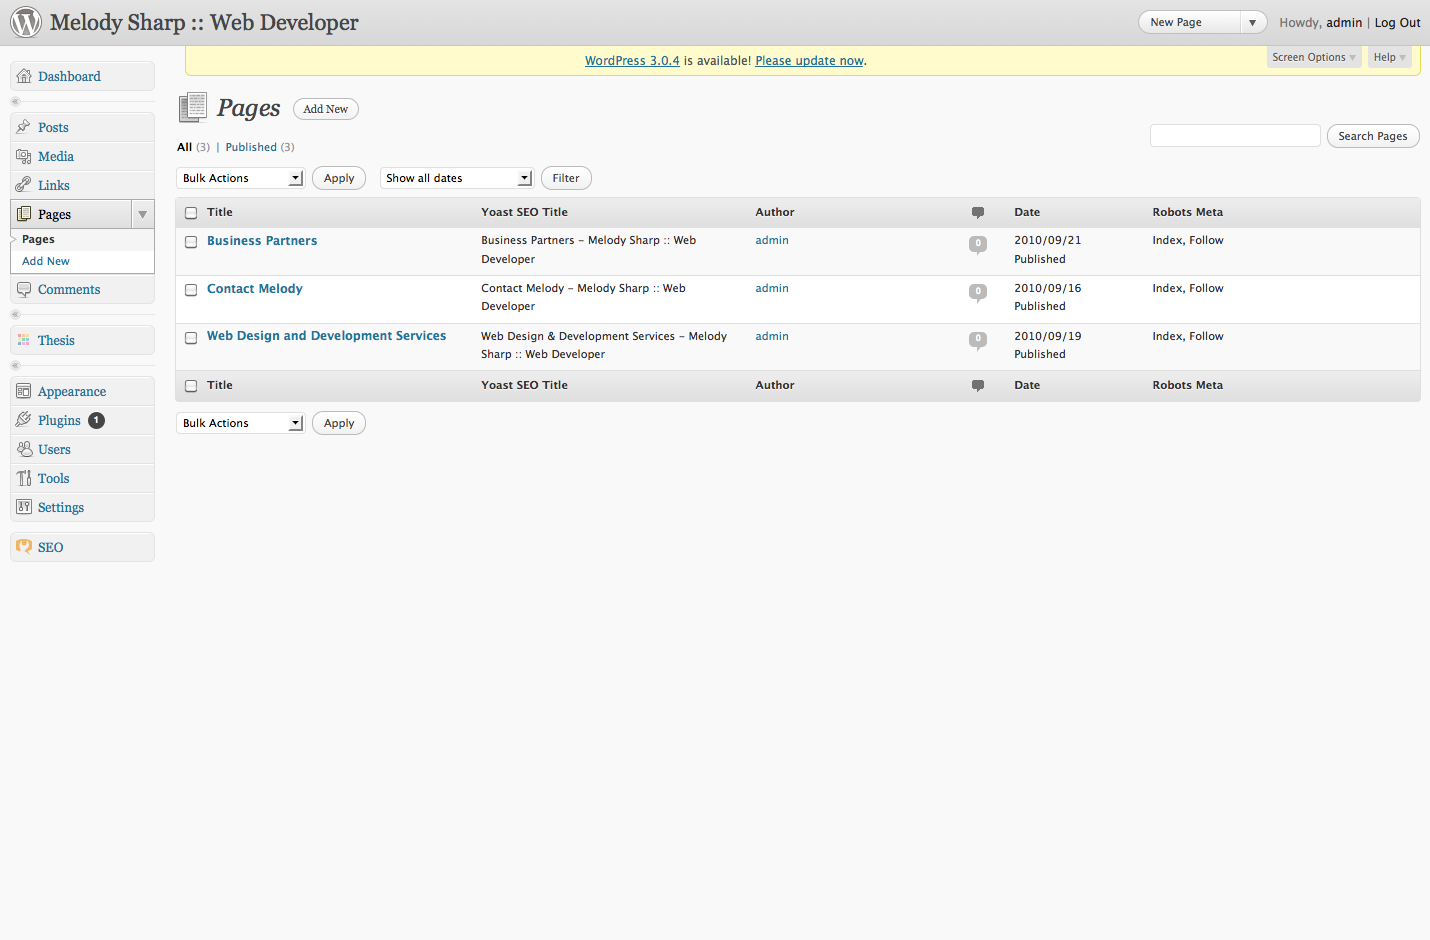 Melody Sharp :: Web Developer
New Page
Howdy, admin | Log Out
WordPress 3.0.4 is available! Please update now.
Screen Options
Help
Dashboard
Posts
Media
Links
Pages
Pages
Add New
Comments
Thesis
Appearance
Plugins 1
Users
Tools
Settings
SEO
Pages
Add New
All (3) | Published (3)
Search Pages
Bulk Actions
Apply
Show all dates
Filter
Title Yoast SEO Title Author Date Robots Meta
Business Partners Business Partners – Melody Sharp :: Web admin 0 2010/09/21 Index, Follow
Developer Published
Contact Melody Contact Melody – Melody Sharp :: Web admin 0 2010/09/16 Index, Follow
Developer Published
Web Design and Development Services Web Design & Development Services – Melody admin 0 2010/09/19 Index, Follow
Sharp :: Web Developer Published
Title Yoast SEO Title Author Date Robots Meta
Bulk Actions
Apply